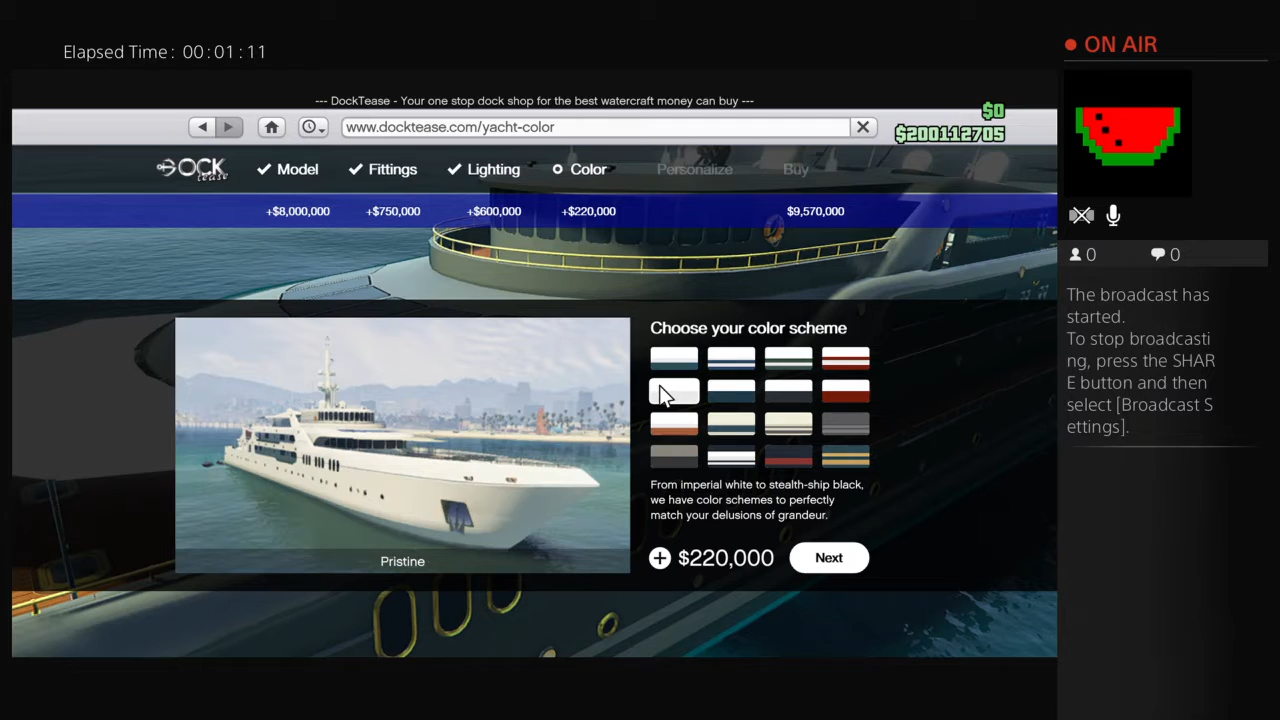 Elapsed Time: 00:01:11
ON AIR
--- DockTease - Your one stop dock shop for the best watercraft money can buy ---
$0
www.docktease.com/yacht-color
$200112705
DOCK tease
Model
Fittings
Lighting
Color
Personalize
Buy
+$8,000,000
+$750,000
+$600,000
+$220,000
$9,570,000
0
0
The broadcast has
started.
To stop broadcasti
ng, press the SHAR
E button and then
select [Broadcast S
ettings].
Choose your color scheme
From imperial white to stealth-ship black,
we have color schemes to perfectly
match your delusions of grandeur.
Pristine
$220,000
Next